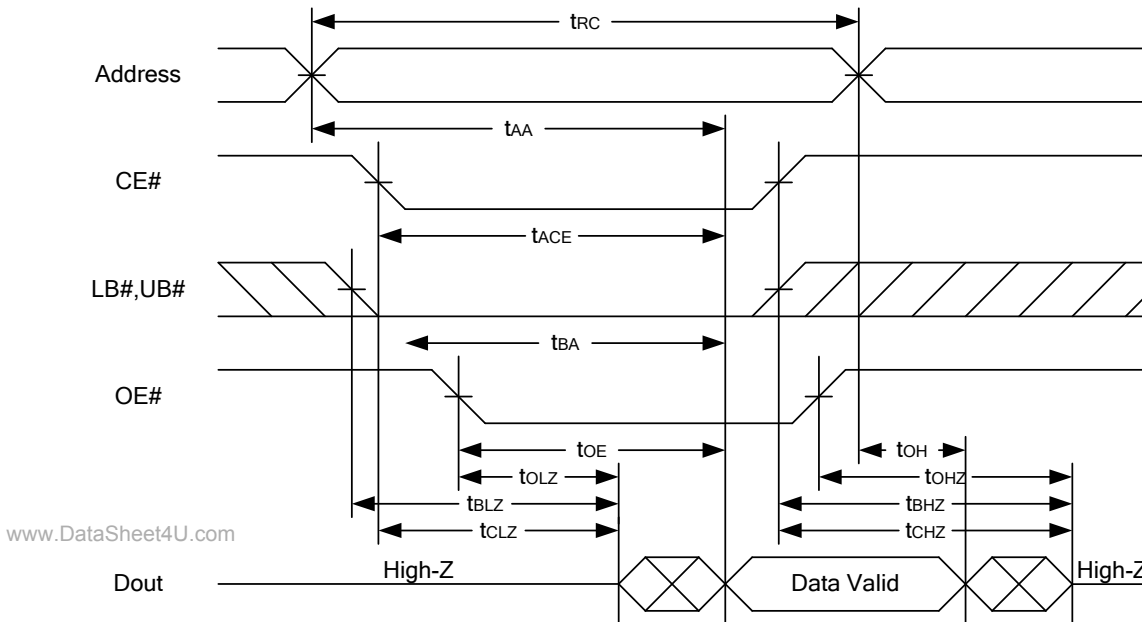 tRC
Address
tAA
CE#
tACE
LB#,UB#
tBA
OE#
tOE
tOH
tOLZ
tOHZ
tBLZ
tBHZ
www.DataSheet4U.com
tCLZ
tCHZ
Dout
High-Z
Data Valid
High-Z